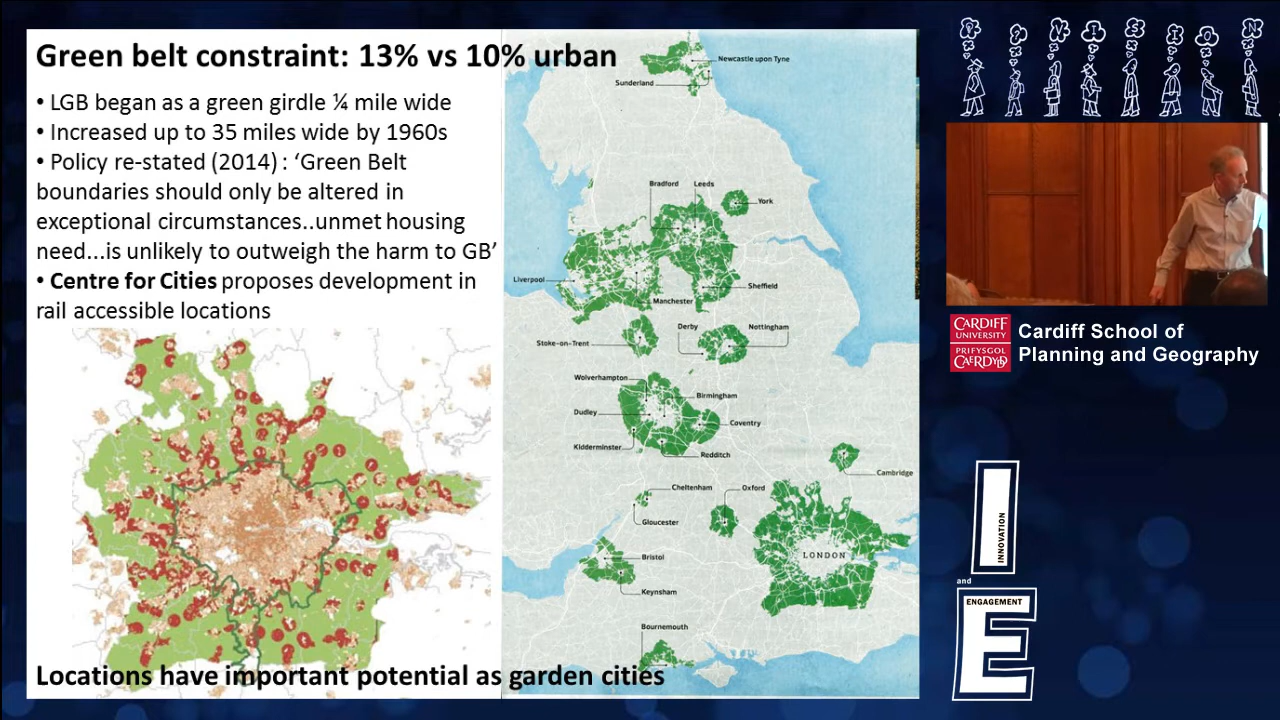 Green belt constraint: 13% vs 10% urban
• LGB began as a green girdle ¼ mile wide
• Increased up to 35 miles wide by 1960s
• Policy re-stated (2014) : ‘Green Belt
boundaries should only be altered in
exceptional circumstances..unmet housing
need...is unlikely to outweigh the harm to GB’
• Centre for Cities proposes development in
rail accessible locations
Locations have important potential as garden cities
Newcastle upon Tyne
Sunderland
Bradford
Leeds
York
Liverpool
Sheffield
Manchester
Derby
Nottingham
Stoke-on-Trent
Wolverhampton
Birmingham
Dudley
Coventry
Kidderminster
Redditch
Cambridge
Cheltenham
Oxford
Gloucester
LONDON
Bristol
Keynsham
Bournemouth
CARDIFF
UNIVERSITY
PRIFYSGOL
CAERDYDD
Cardiff School of
Planning and Geography
INNOVATION
and
ENGAGEMENT